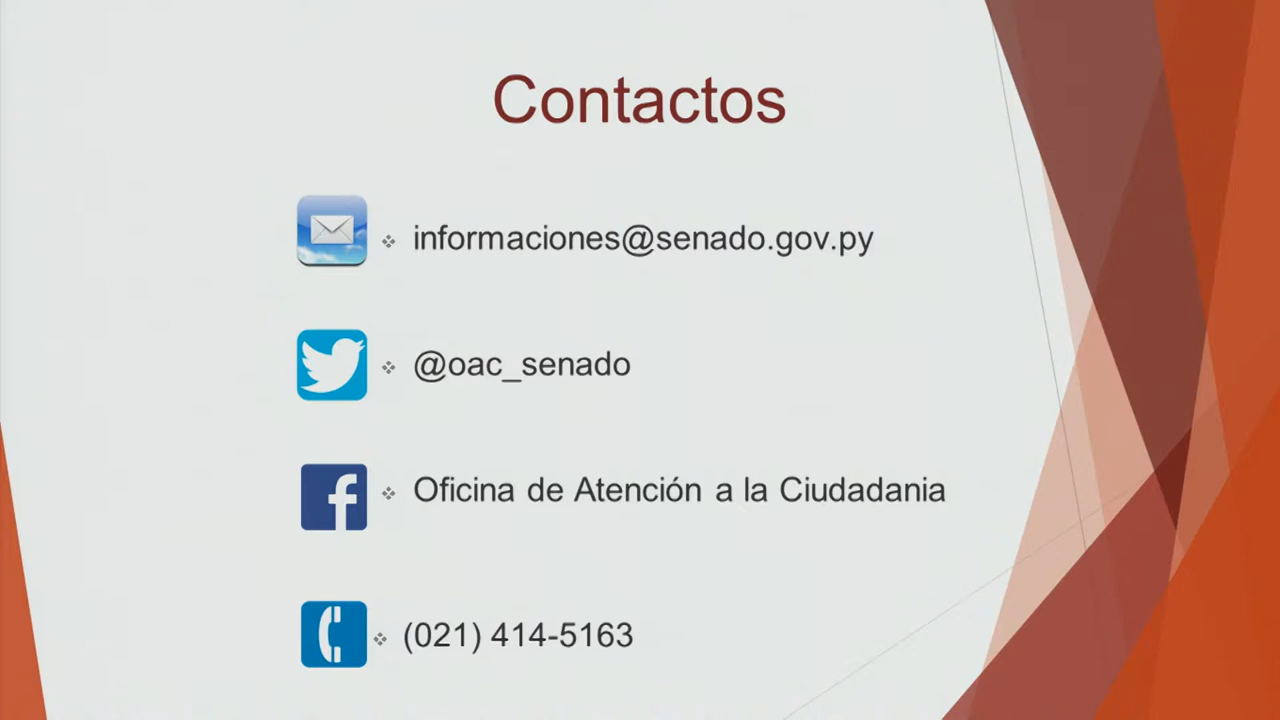 Contactos
informaciones@senado.gov.py
@oac_senado
Oficina de Atención a la Ciudadania
(021) 414-5163